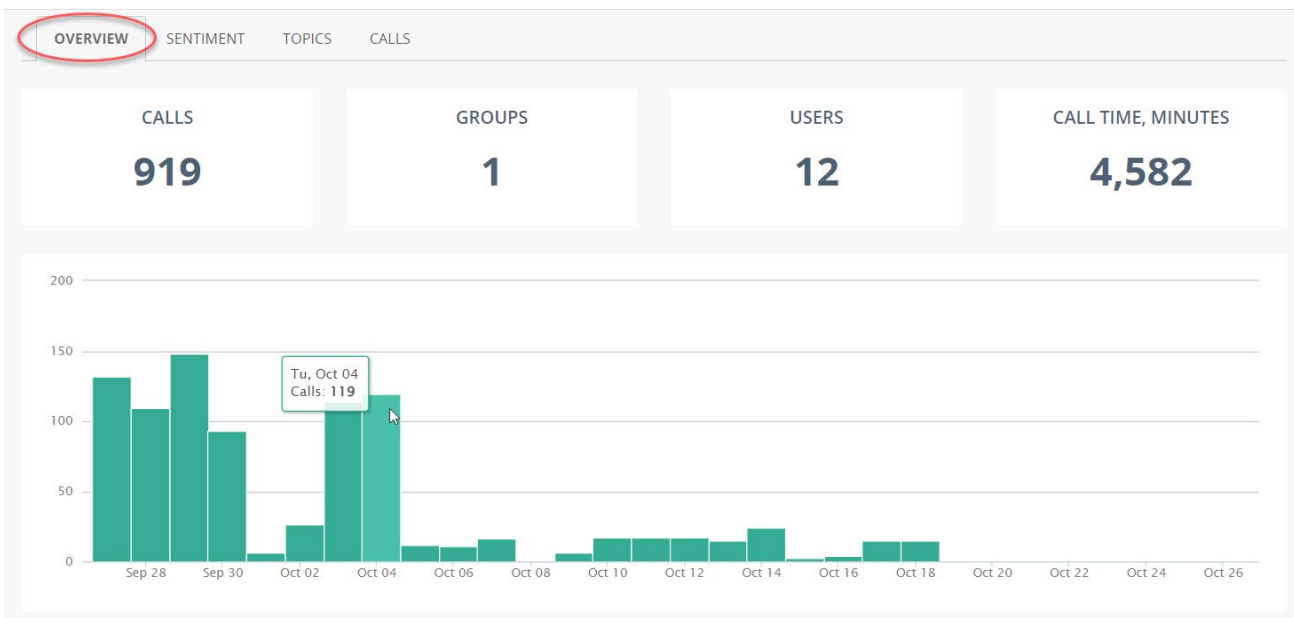 OVERVIEW SENTIMENT TOPICS CALLS
CALLS GROUPS USERS CALL TIME, MINUTES
919 1 12 4,582
200
150
Tu, Oct 04
Calls: 119
100
50
0
Sep 28 Sep 30 Oct 02 Oct 04 Oct 06 Oct 08 Oct 10 Oct 12 Oct 14 Oct 16 Oct 18 Oct 20 Oct 22 Oct 24 Oct 26